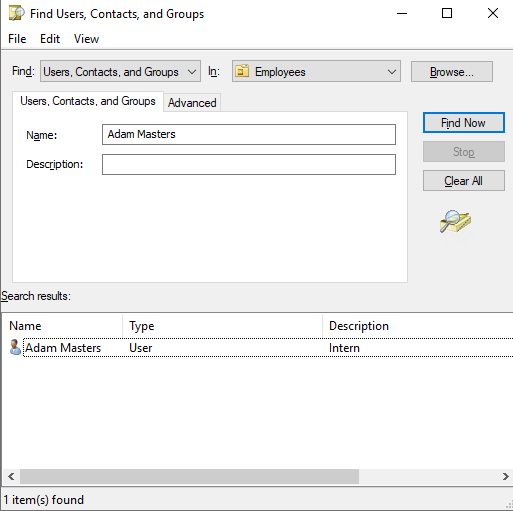 Find Users, Contacts, and Groups
File Edit View
Find: Users, Contacts, and Groups In: Employees Browse...
Users, Contacts, and Groups Advanced
Name: Adam Masters
Description:
Find Now
Stop
Clear All
Search results:
Name Type Description
Adam Masters User Intern
1 item(s) found